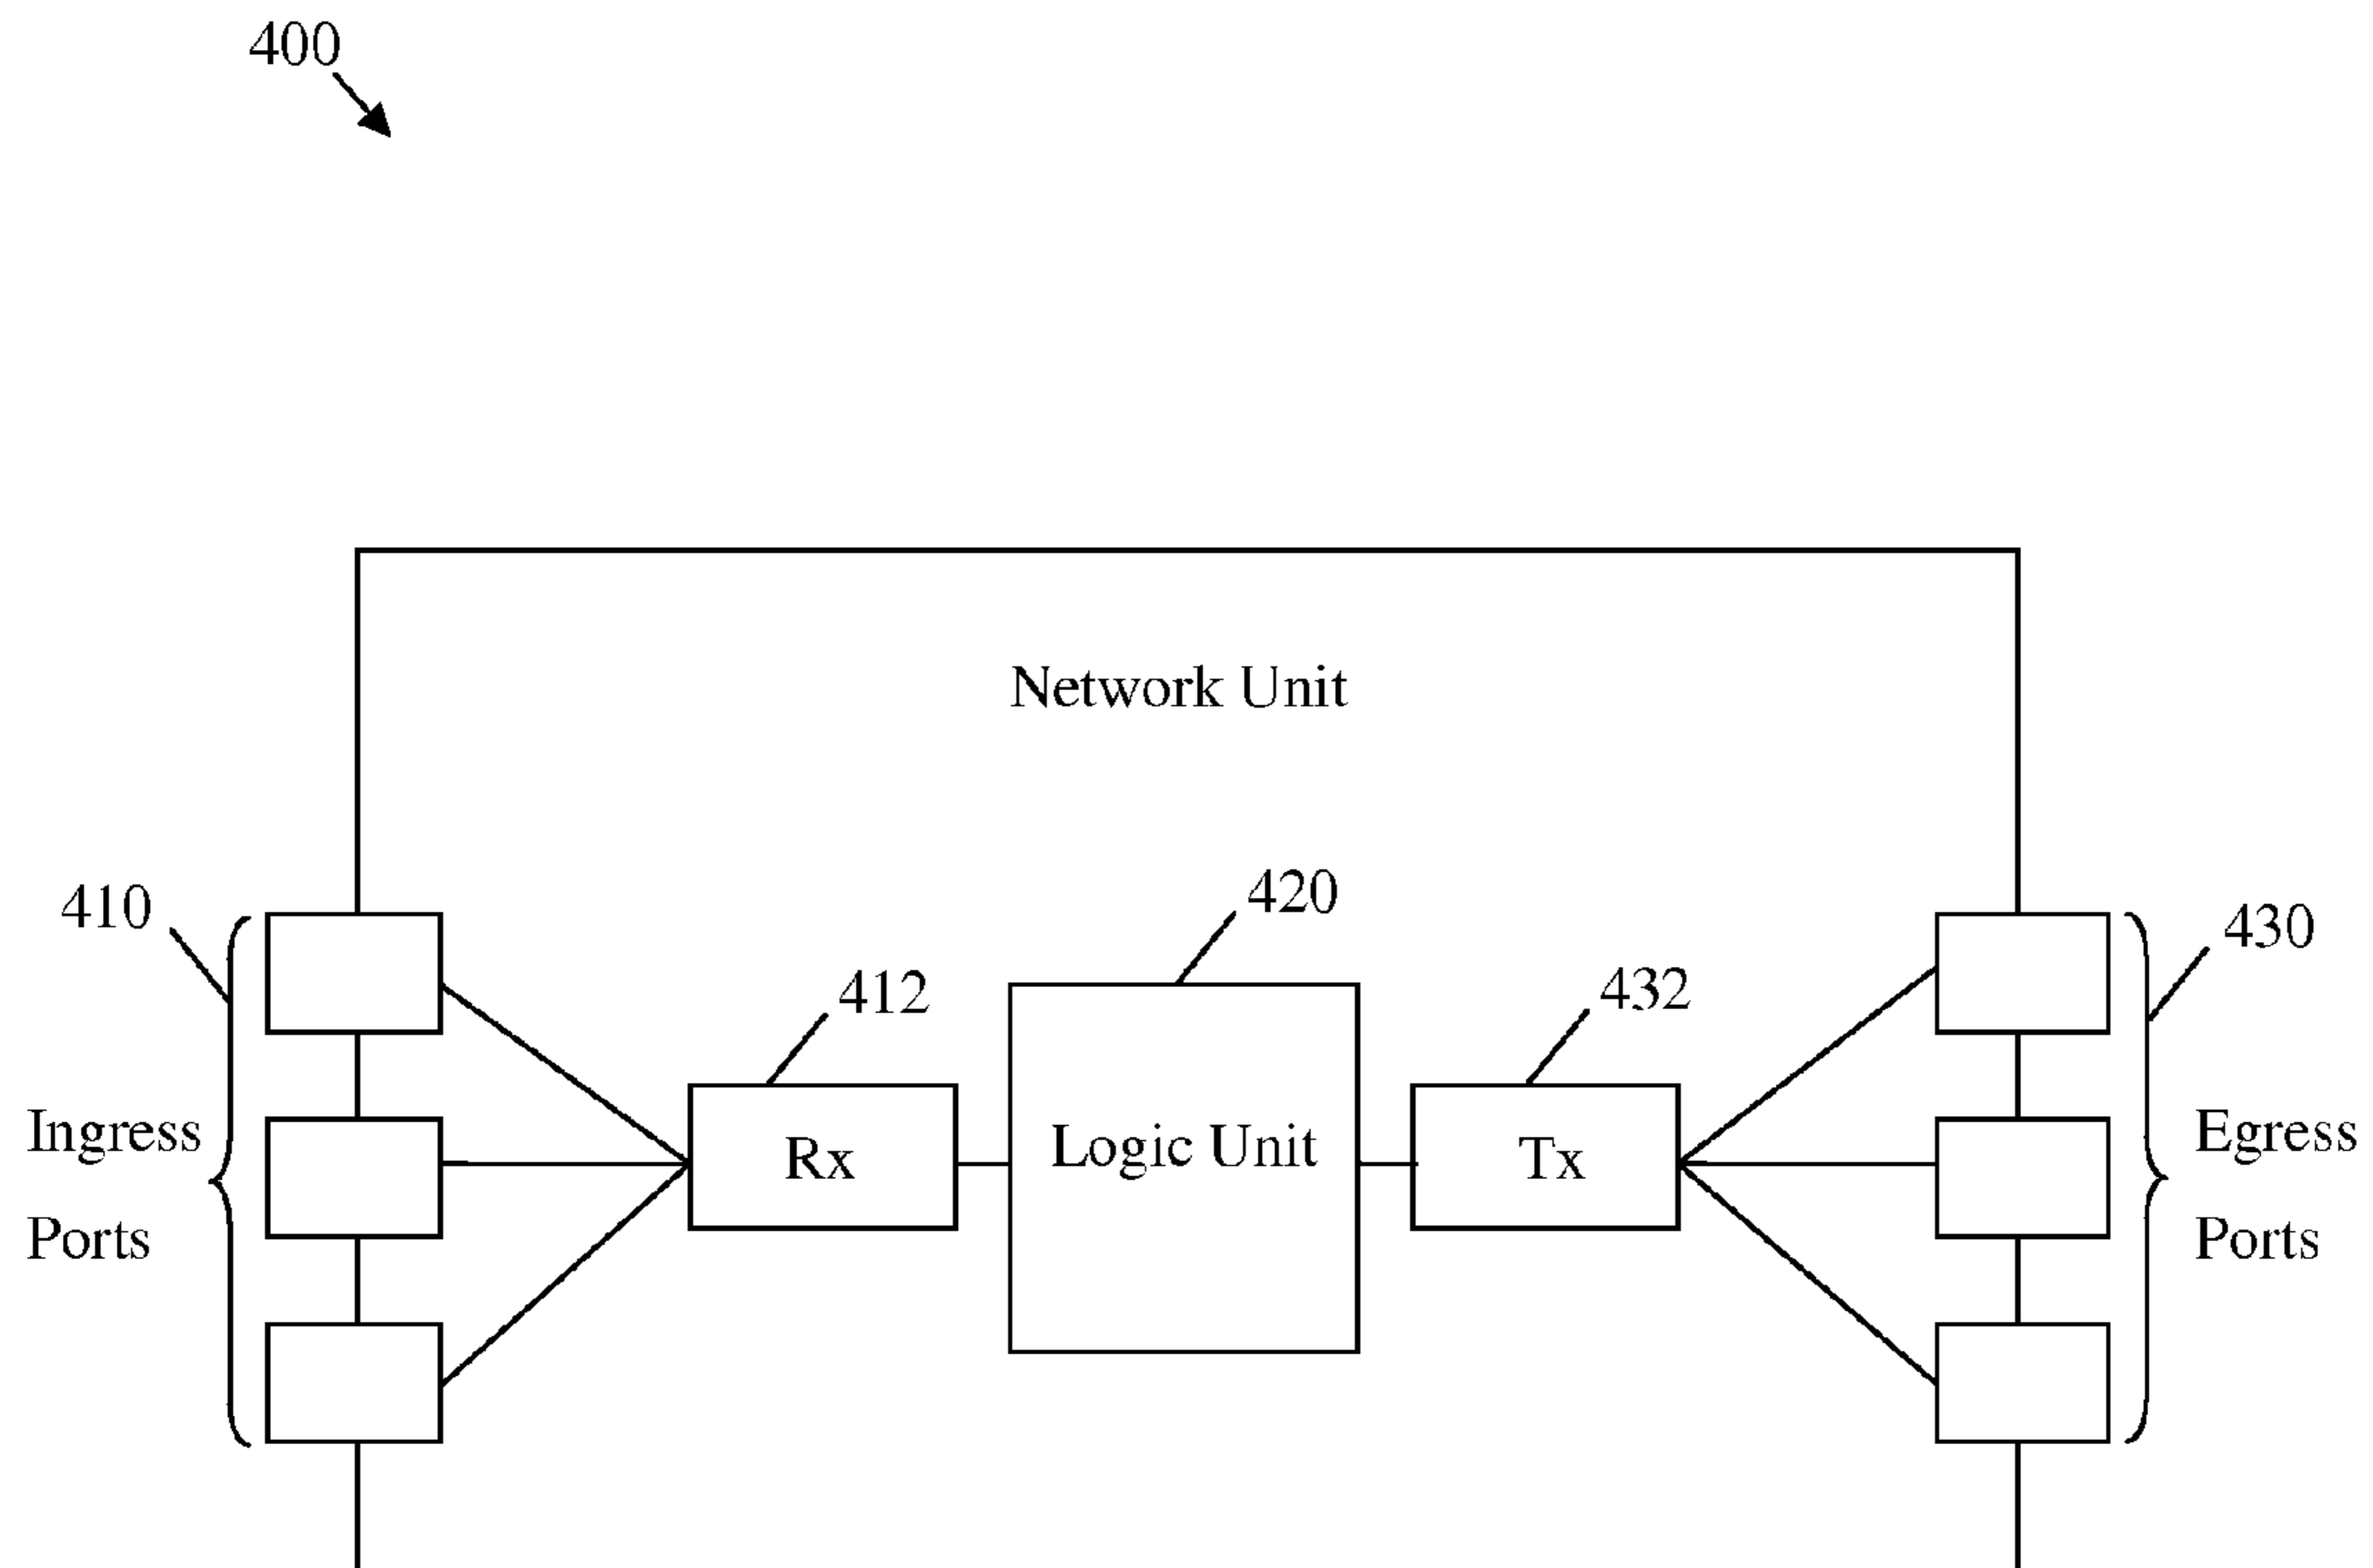 400
Network Unit
410
420
430
412
432
Ingress
Ports
Rx
Logic Unit
Tx
Egress
Ports